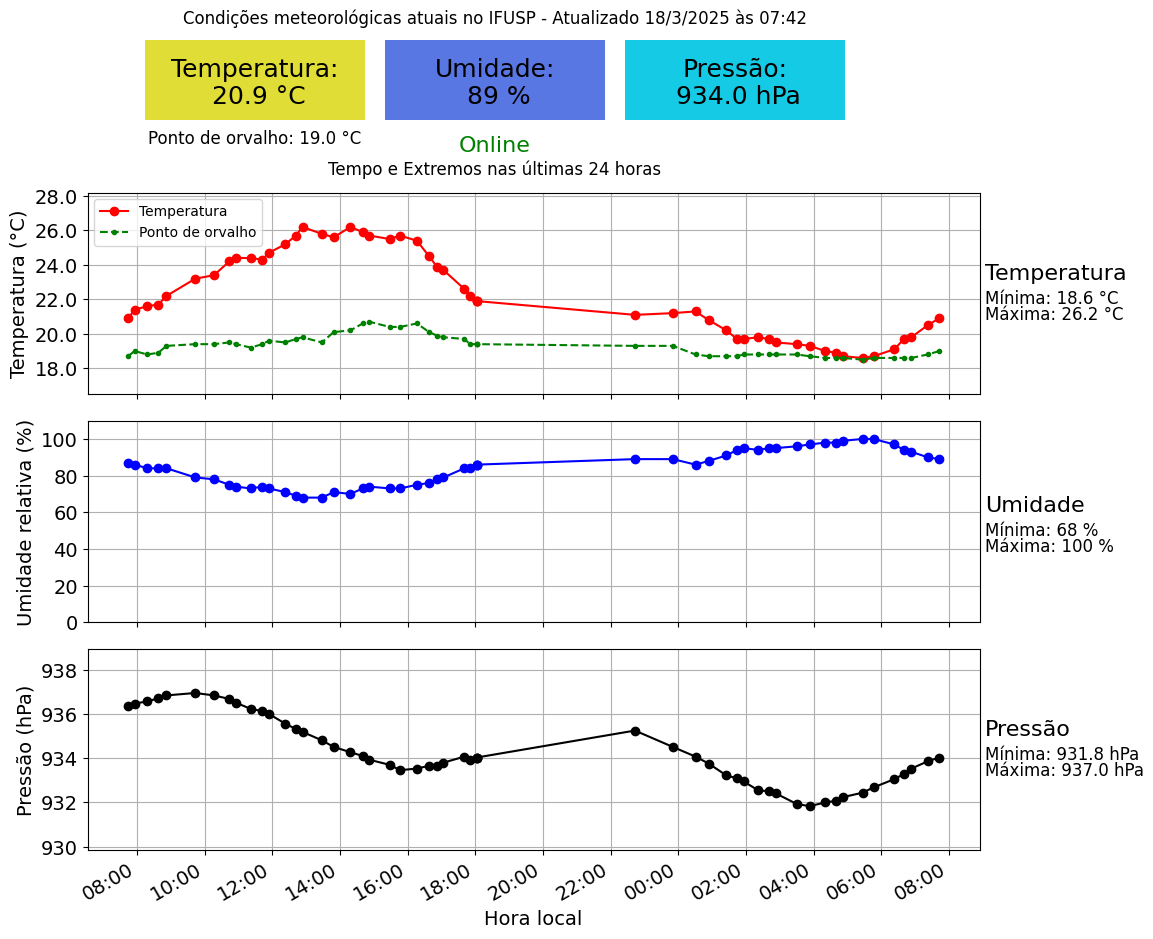 Condições meteorológicas atuais no IFUSP - Atualizado 18/3/2025 às 07:42
Temperatura:
20.9 °C
Umidade:
89 %
Pressão:
934.0 hPa
Ponto de orvalho: 19.0 °C
Online
Tempo e Extremos nas últimas 24 horas
Temperatura (°C)
28.0
26.0
24.0
22.0
20.0
18.0
Temperatura
Ponto de orvalho
Temperatura
Mínima: 18.6 °C
Máxima: 26.2 °C
Umidade relativa (%)
100
80
60
40
20
0
Umidade
Mínima: 68 %
Máxima: 100 %
Pressão (hPa)
938
936
934
932
930
Pressão
Mínima: 931.8 hPa
Máxima: 937.0 hPa
08:00 10:00 12:00 14:00 16:00 18:00 20:00 22:00 00:00 02:00 04:00 06:00 08:00
Hora local